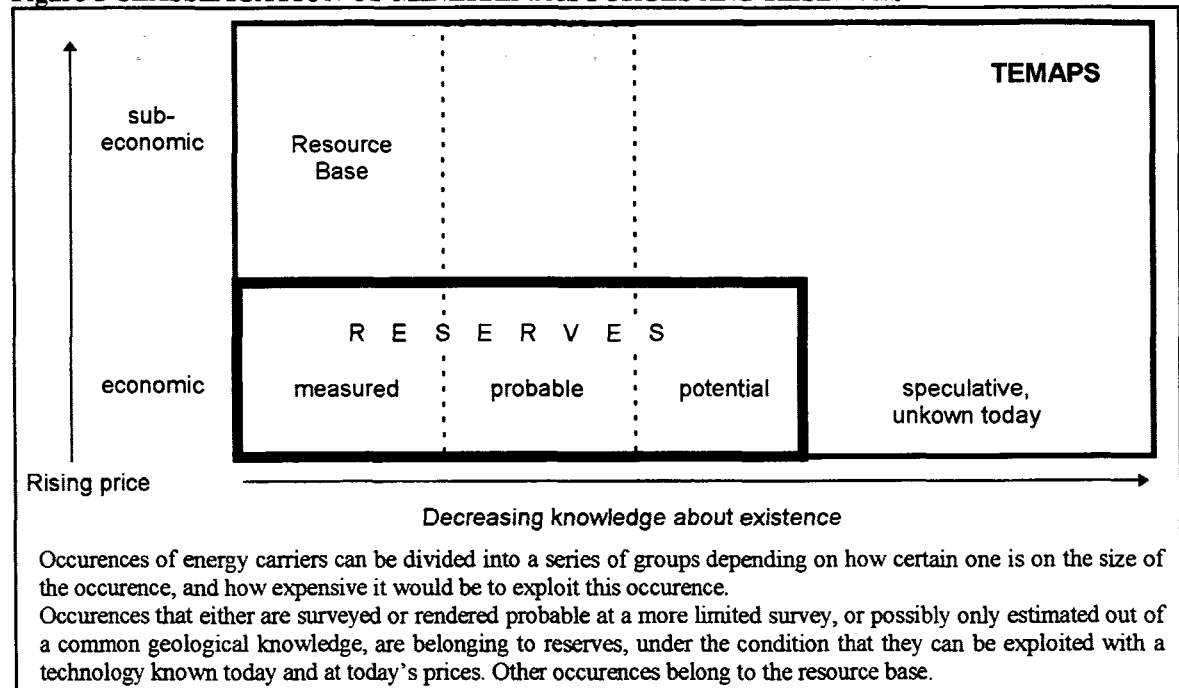 TEMAPS
sub-
economic
Resource
Base
R E S E R V E S
economic
measured
probable
potential
speculative,
unkown today
Rising price
Decreasing knowledge about existence
Occurences of energy carriers can be divided into a series of groups depending on how certain one is on the size of
the occurence, and how expensive it would be to exploit this occurence.
Occurences that either are surveyed or rendered probable at a more limited survey, or possibly only estimated out of
a common geological knowledge, are belonging to reserves, under the condition that they can be exploited with a
technology known today and at today's prices. Other occurences belong to the resource base.